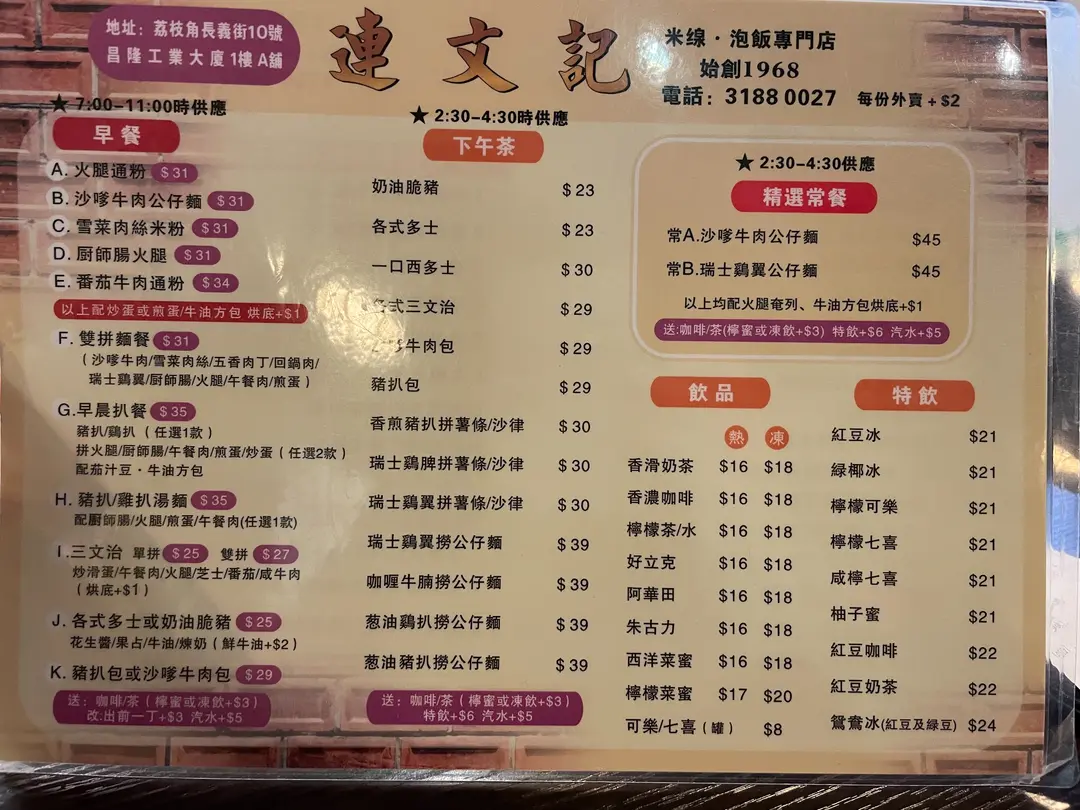 地址：荔枝角長義街10號
昌隆工業大廈1樓A舖
連文記
米缐·泡飯專門店
始創1968
電話：3188 0027 每份外賣+$2
★ 7:00-11:00時供應
早餐
A. 火腿通粉 $31
B. 沙嗲牛肉公仔麵 $31
C. 雪菜肉絲米粉 $31
D. 厨師腸火腿 $31
E. 番茄牛肉通粉 $34
以上配炒蛋或煎蛋/牛油方包 烘底+$1
F. 雙拼麵餐 $31
（沙嗲牛肉/雪菜肉絲/五香肉丁/回鍋肉/
瑞士鷄翼/厨師腸/火腿/午餐肉/煎蛋）
G.早晨扒餐 $35
豬扒/鷄扒（任選1款）
拼火腿/厨師腸/午餐肉/煎蛋/炒蛋（任選2款）
配茄汁豆·牛油方包
H. 豬扒/雞扒湯麵 $35
配厨師腸/火腿/煎蛋/午餐肉(任選1款)
I.三文治 單拼 $25 雙拼 $27
炒滑蛋/午餐肉/火腿/芝士/番茄/咸牛肉
（烘底+$1）
J. 各式多士或奶油脆豬 $25
花生醬/果占/牛油/煉奶（鮮牛油+$2）
K. 豬扒包或沙嗲牛肉包 $29
送：咖啡/茶（檸蜜或凍飲+$3）
改:出前一丁+$3 汽水+$5
★ 2:30-4:30時供應
下午茶
奶油脆豬 $23
各式多士 $23
一口西多士 $30
各式三文治 $29
牛肉包 $29
豬扒包 $29
香煎豬扒拼薯條/沙律 $30
瑞士鷄脾拼薯條/沙律 $30
瑞士鷄翼拼薯條/沙律 $30
瑞士鷄翼撈公仔麵 $39
咖喱牛腩撈公仔麵 $39
葱油鷄扒撈公仔麵 $39
葱油豬扒撈公仔麵 $39
送：咖啡/茶（檸蜜或凍飲+$3）
特飲+$6 汽水+$5
★ 2:30-4:30供應
精選常餐
常A.沙嗲牛肉公仔麵 $45
常B.瑞士鷄翼公仔麵 $45
以上均配火腿奄列、牛油方包烘底+$1
送:咖啡/茶(檸蜜或凍飲+$3) 特飲+$6 汽水+$5
飲品
熱 凍
香滑奶茶 $16 $18
香濃咖啡 $16 $18
檸檬茶/水 $16 $18
好立克 $16 $18
阿華田 $16 $18
朱古力 $16 $18
西洋菜蜜 $16 $18
檸檬菜蜜 $17 $20
可樂/七喜（罐） $8
特飲
紅豆冰 $21
緑椰冰 $21
檸檬可樂 $21
檸檬七喜 $21
咸檸七喜 $21
柚子蜜 $21
紅豆咖啡 $22
紅豆奶茶 $22
鴛鴦冰(紅豆及緑豆) $24